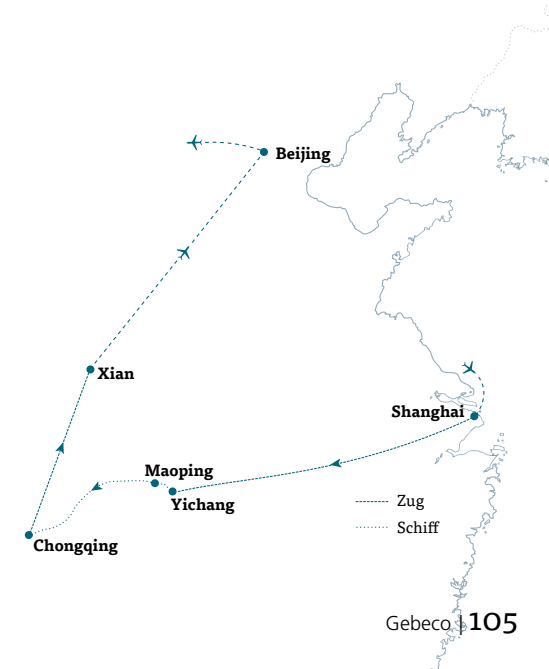 Beijing
Xian
Shanghai
Maoping
Yichang
Zug
Schiff
Chongqing
Gebeco | 105